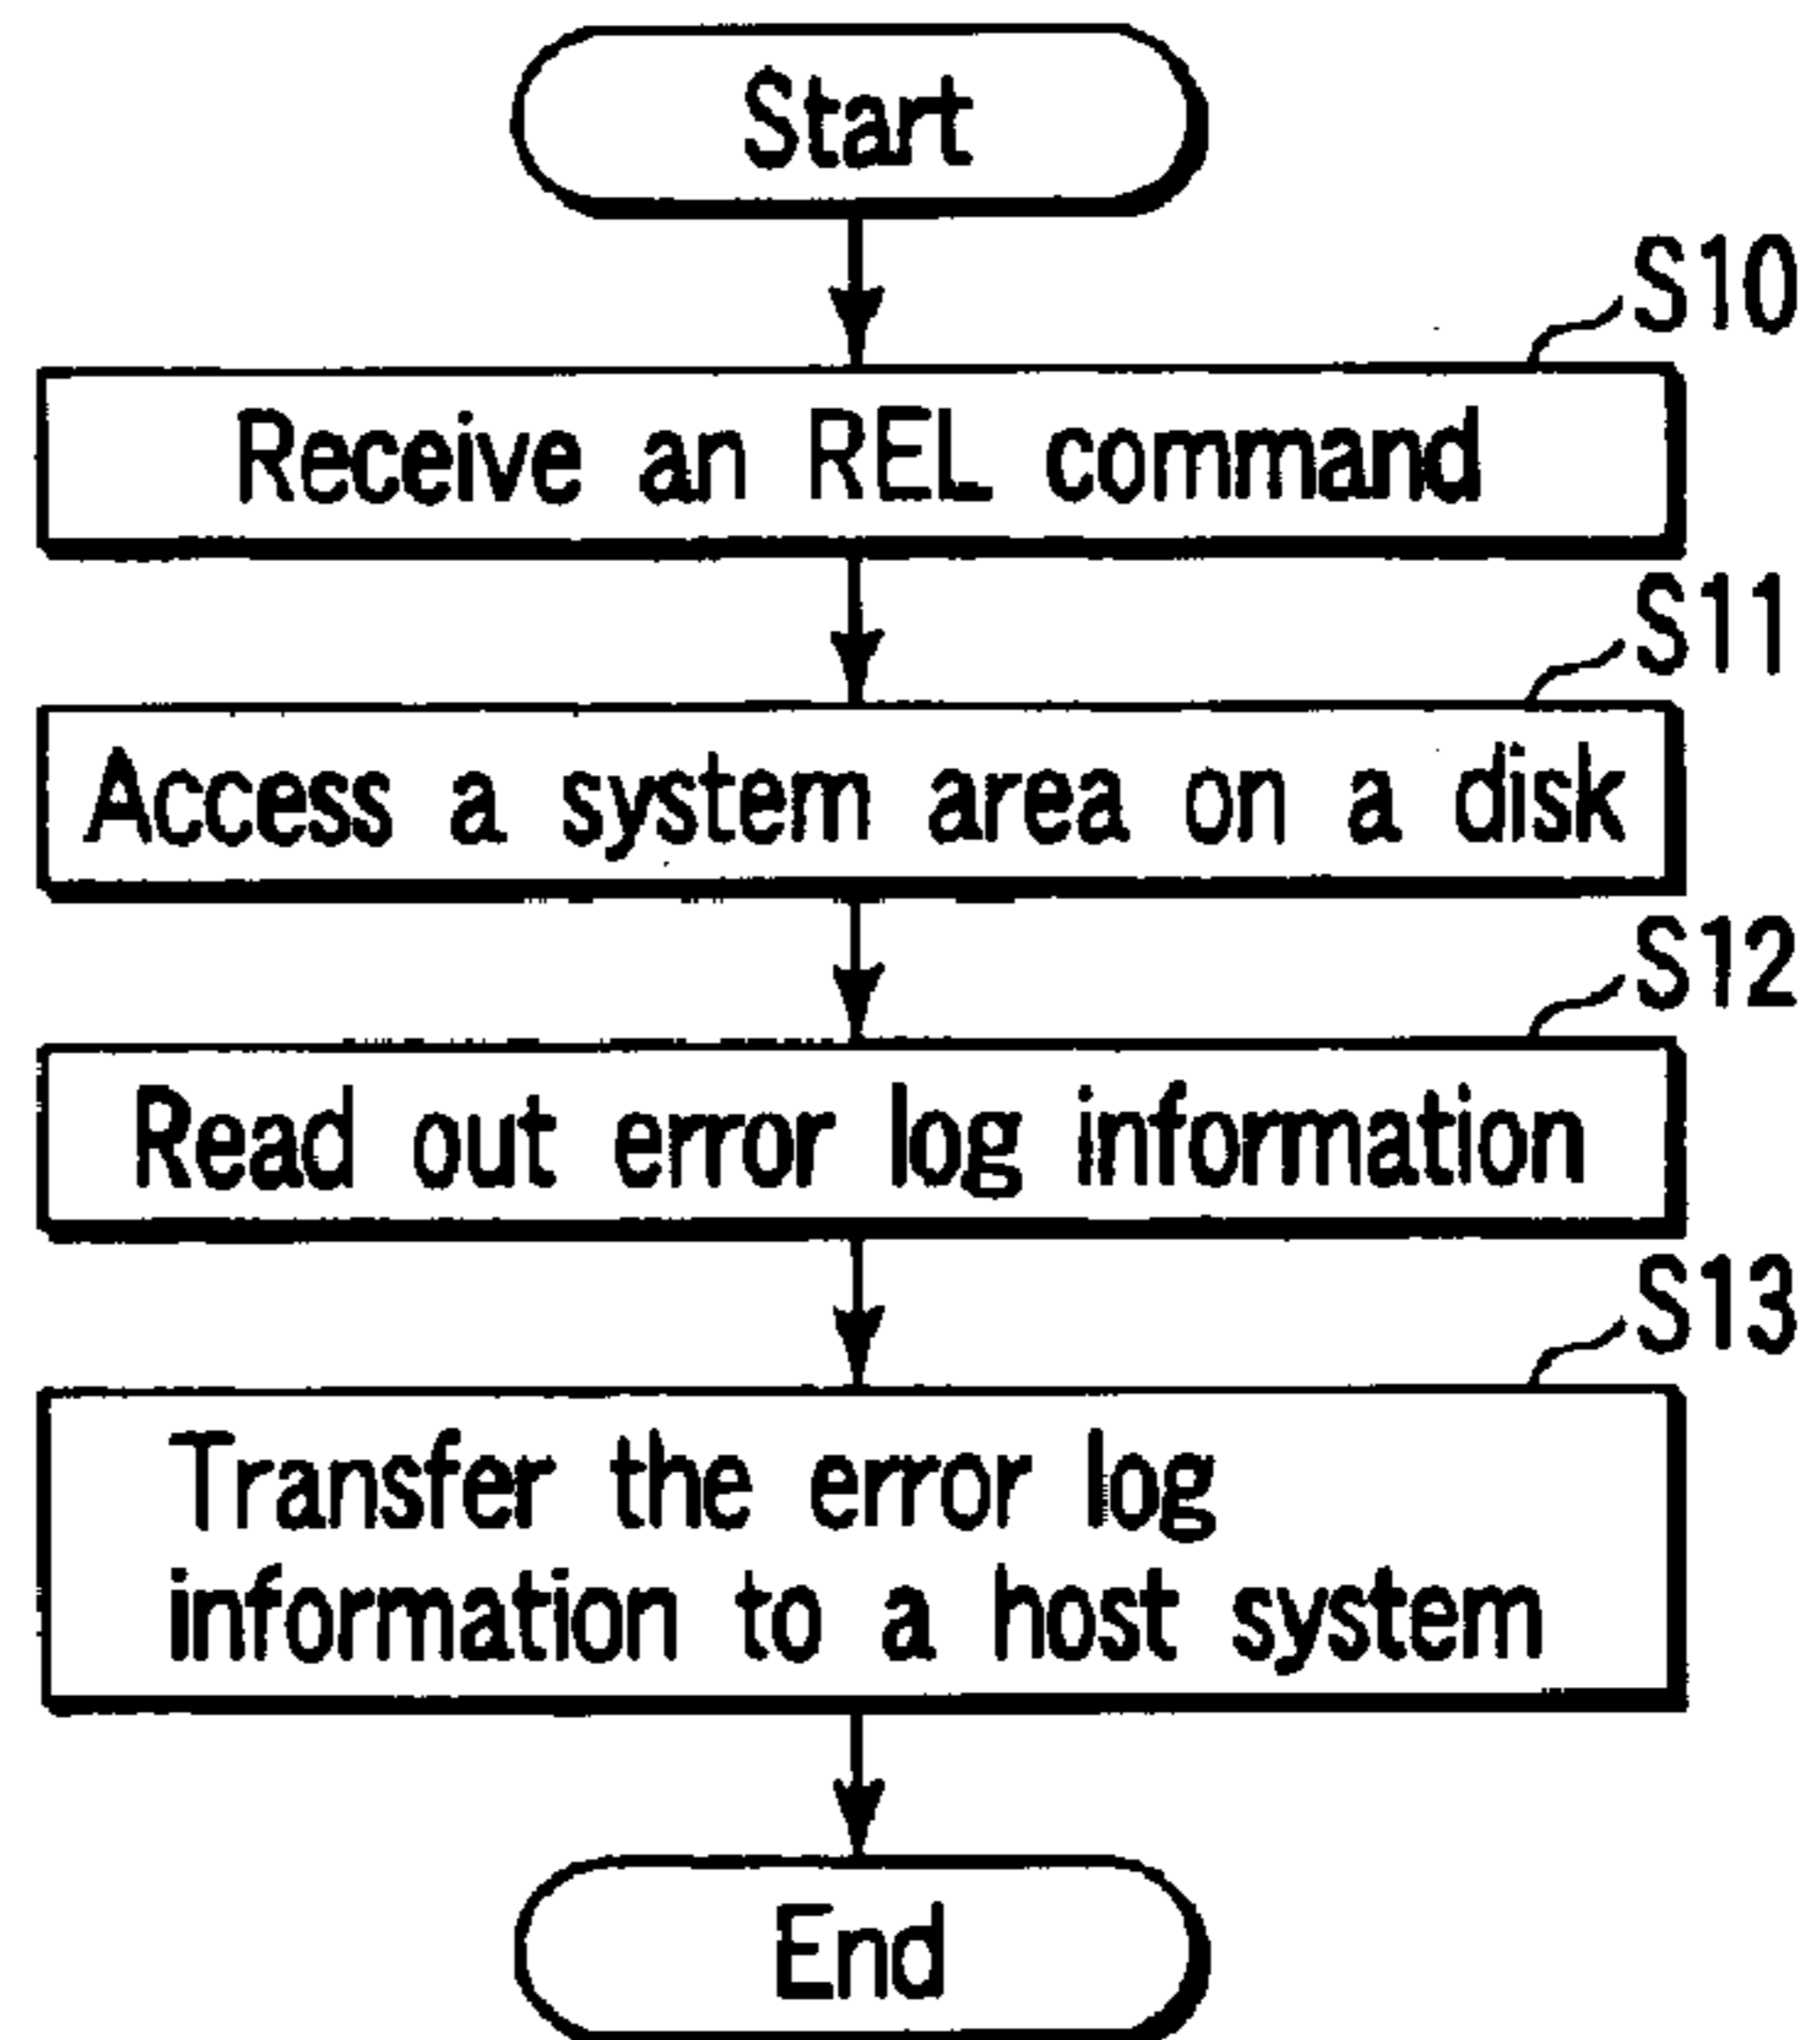 Start
S10
Receive an REL command
S11
Access a system area on a disk
S12
Read out error log information
S13
Transfer the error log
information to a host system
End